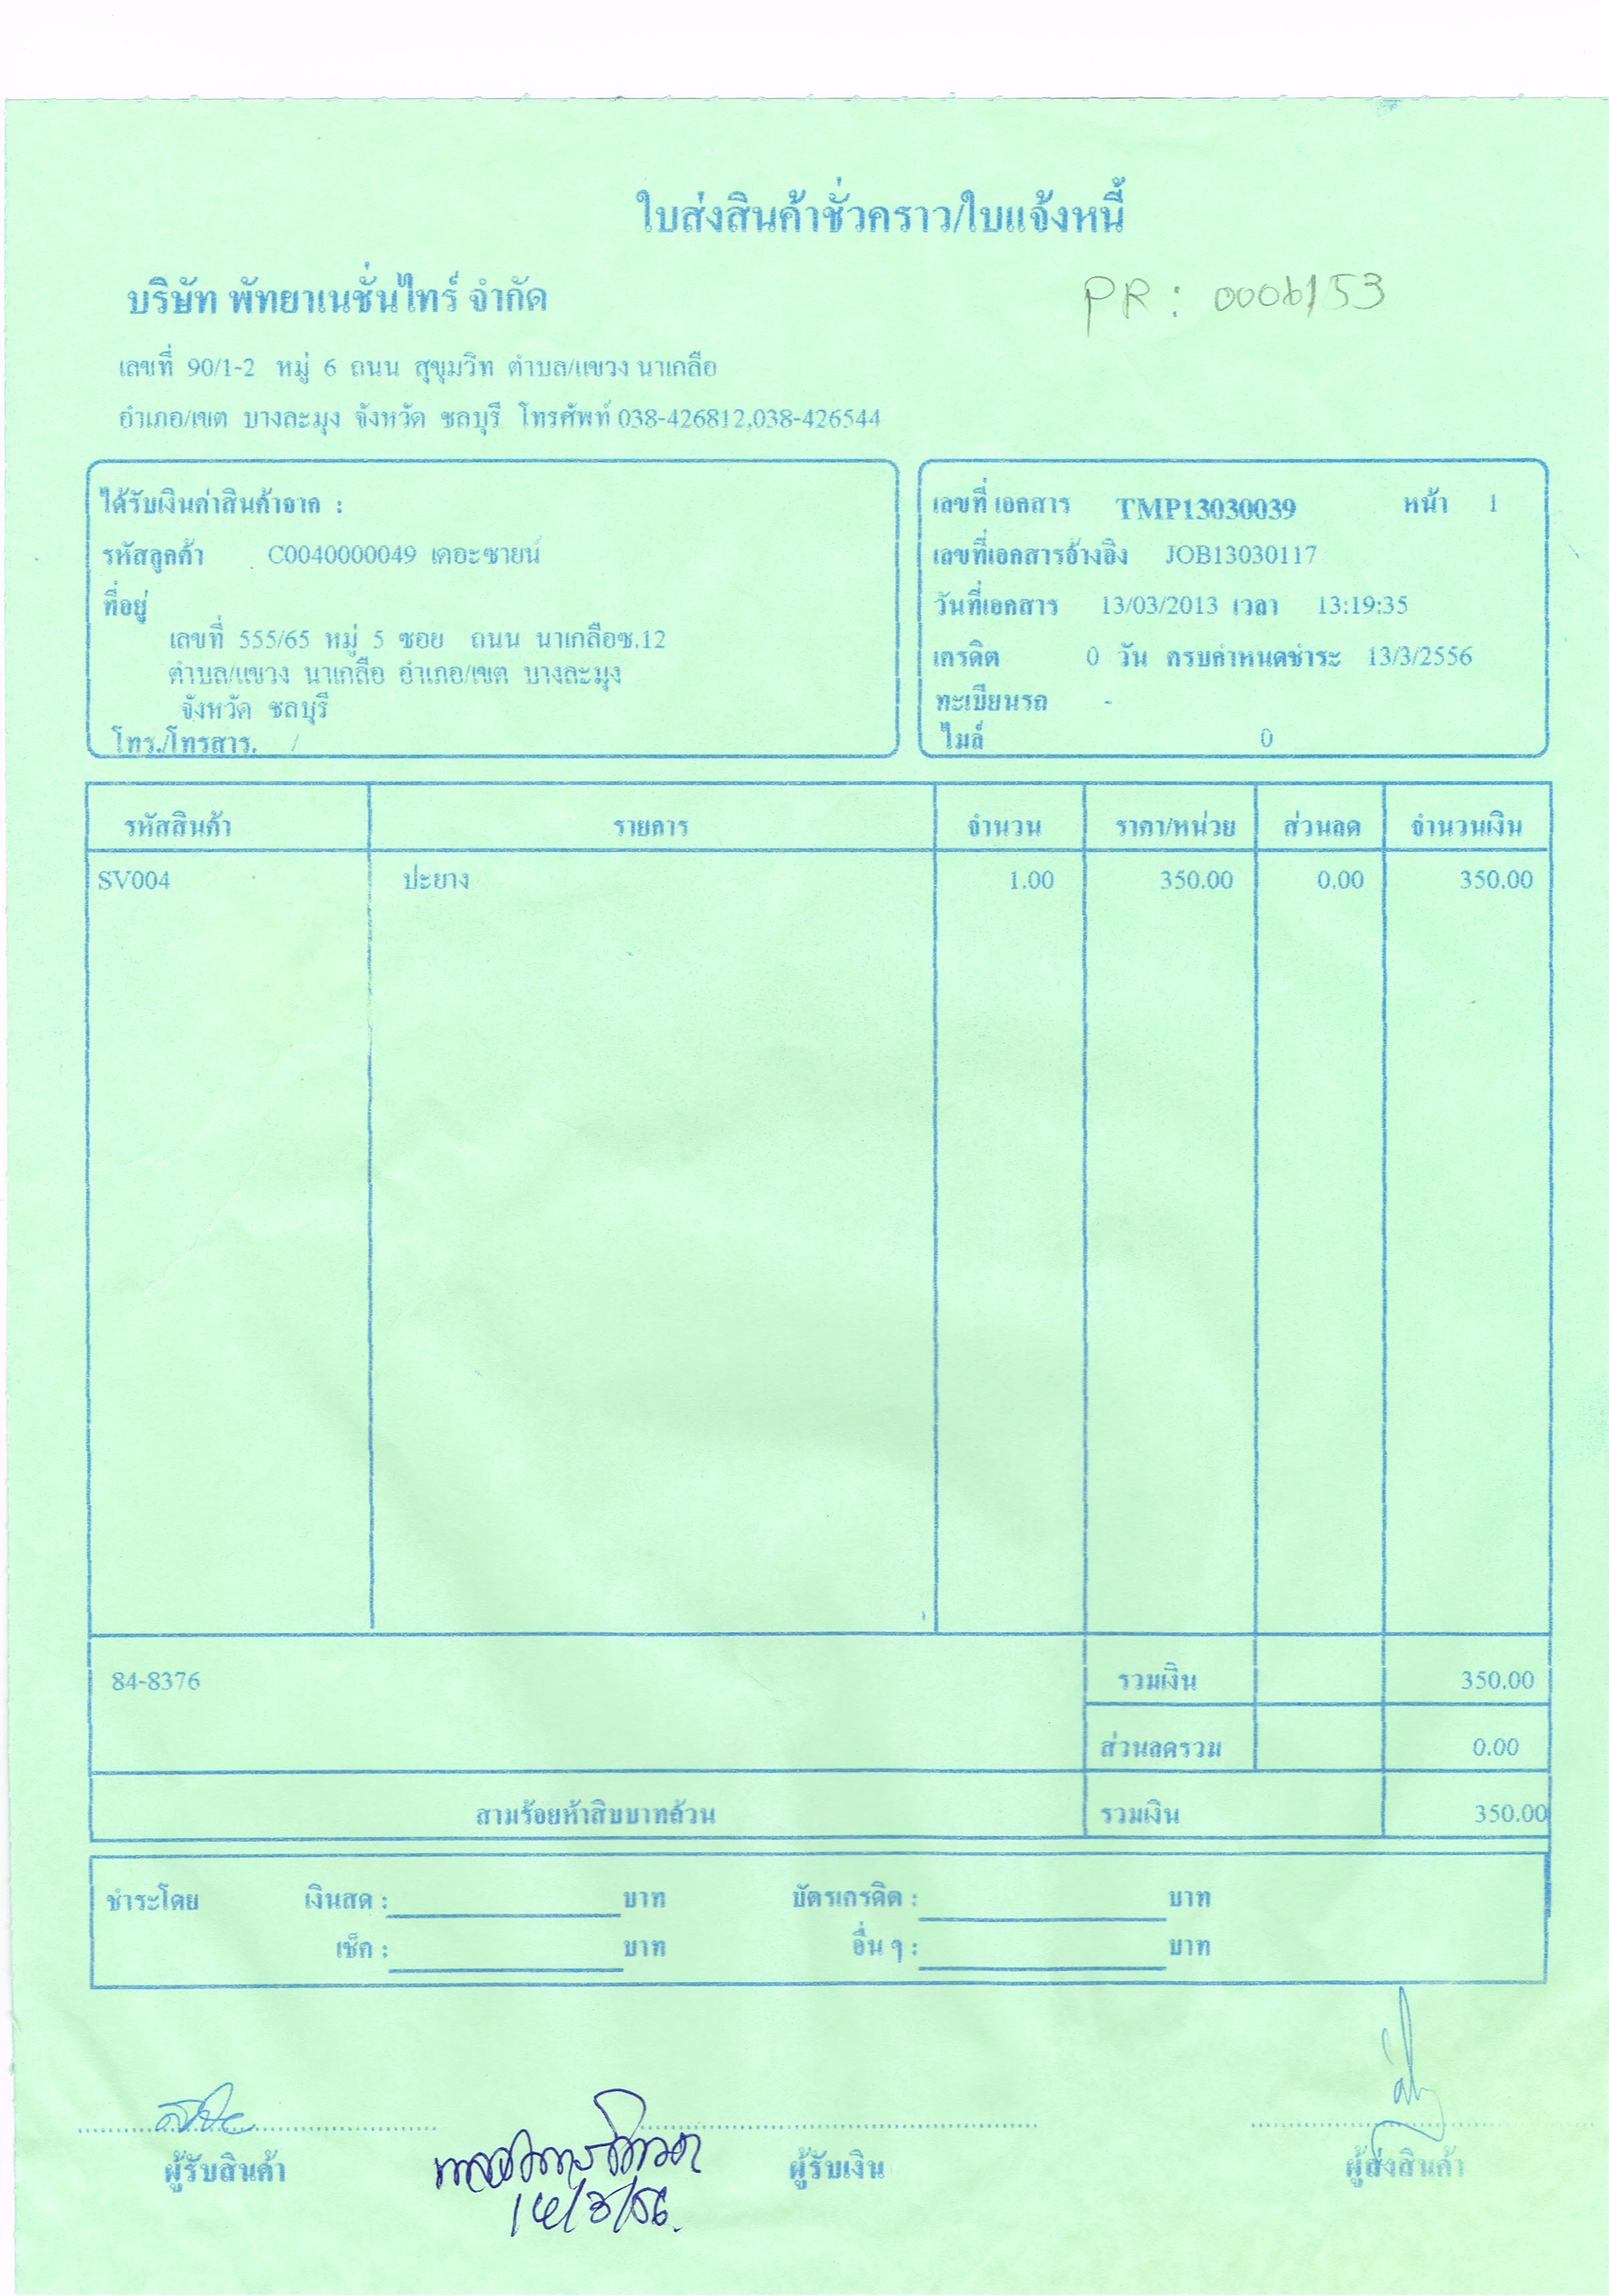 ใบส่งสินค้าชั่วคราว/ใบแจ้งหนี้
บริษัท พัทยาเนชั่นไทร์ จำกัด
PR : 0006153
เลขที่ 90/1-2 หมู่ 6 ถนน สุขุมวิท ตำบล/แขวง นาเกลือ
อำเภอ/เขต บางละมุง จังหวัด ชลบุรี โทรศัพท์ 038-426812,038-426544
ได้รับเงินค่าสินค้าจาก :
รหัสลูกค้า C0040000049 เดอะซายน์
ที่อยู่
เลขที่ 555/65 หมู่ 5 ซอย ถนน นาเกลือซ.12
ตำบล/แขวง นาเกลือ อำเภอ/เขต บางละมุง
จังหวัด ชลบุรี
โทร./โทรสาร. /
เลขที่ เอกสาร TMP13030039 หน้า 1
เลขที่เอกสารอ้างอิง JOB13030117
วันที่เอกสาร 13/03/2013 เวลา 13:19:35
เครดิต 0 วัน ครบกำหนดชำระ 13/3/2556
ทะเบียนรถ -
ไมล์ 0
รหัสสินค้า รายการ จำนวน ราคา/หน่วย ส่วนลด จำนวนเงิน
SV004 ปะยาง 1.00 350.00 0.00 350.00
84-8376 รวมเงิน 350.00
ส่วนลดรวม 0.00
สามร้อยห้าสิบบาทถ้วน รวมเงิน 350.00
ชำระโดย เงินสด : บาท บัตรเครดิต : บาท
เช็ค : บาท อื่น ๆ : บาท
ผู้รับสินค้า ผู้รับเงิน ผู้ส่งสินค้า
14/3/56.